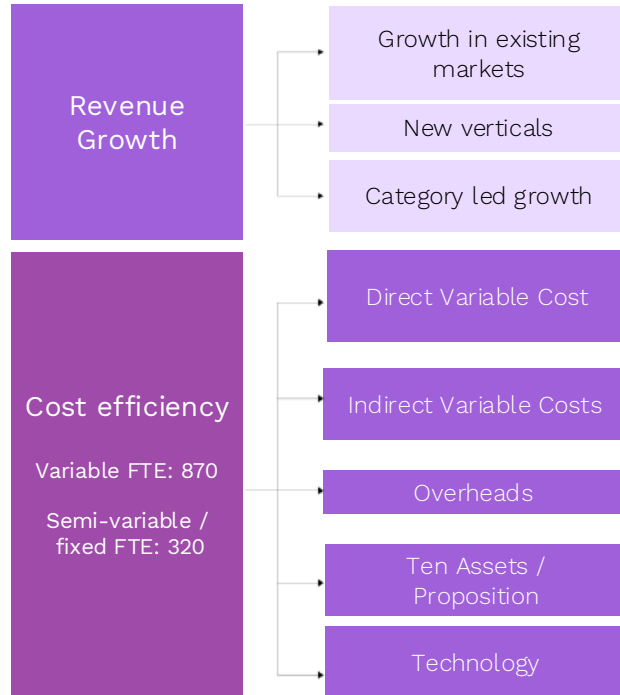 Revenue
Growth
Growth in existing
markets
New verticals
Category led growth
Cost efficiency
Variable FTE: 870
Semi-variable /
fixed FTE: 320
Direct Variable Cost
Indirect Variable Costs
Overheads
Ten Assets /
Proposition
Technology